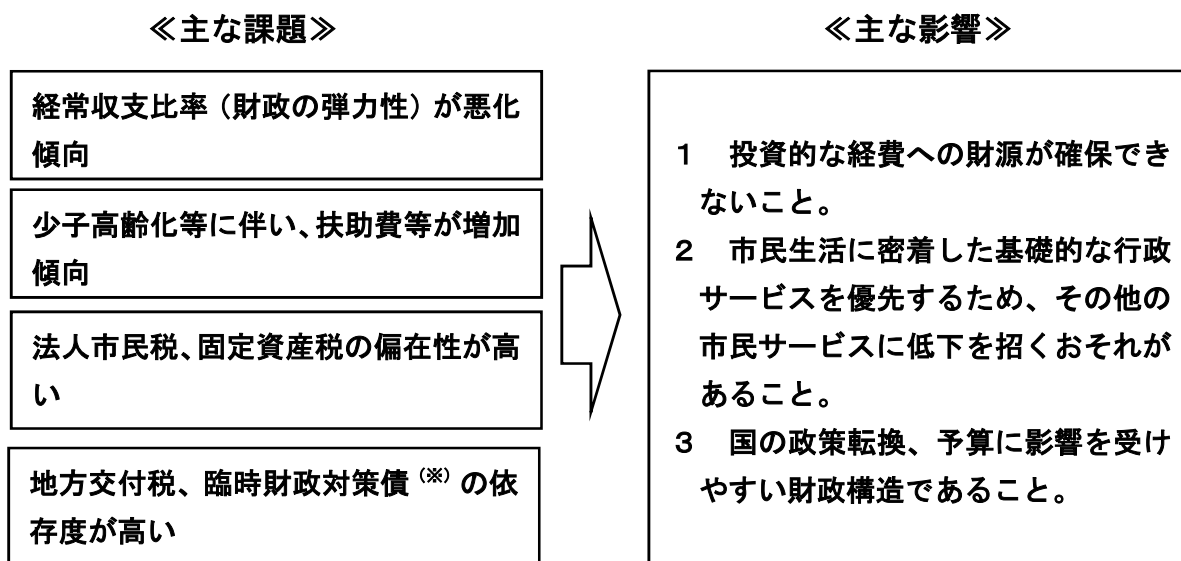 ≪主な課題≫
経常収支比率（財政の弾力性）が悪化
傾向
少子高齢化等に伴い、扶助費等が増加
傾向
法人市民税、固定資産税の偏在性が高
い
地方交付税、臨時財政対策債（※）の依
存度が高い
≪主な影響≫
１　投資的な経費への財源が確保でき
ないこと。
２　市民生活に密着した基礎的な行政
サービスを優先するため、その他の
市民サービスに低下を招くおそれが
あること。
３　国の政策転換、予算に影響を受け
やすい財政構造であること。